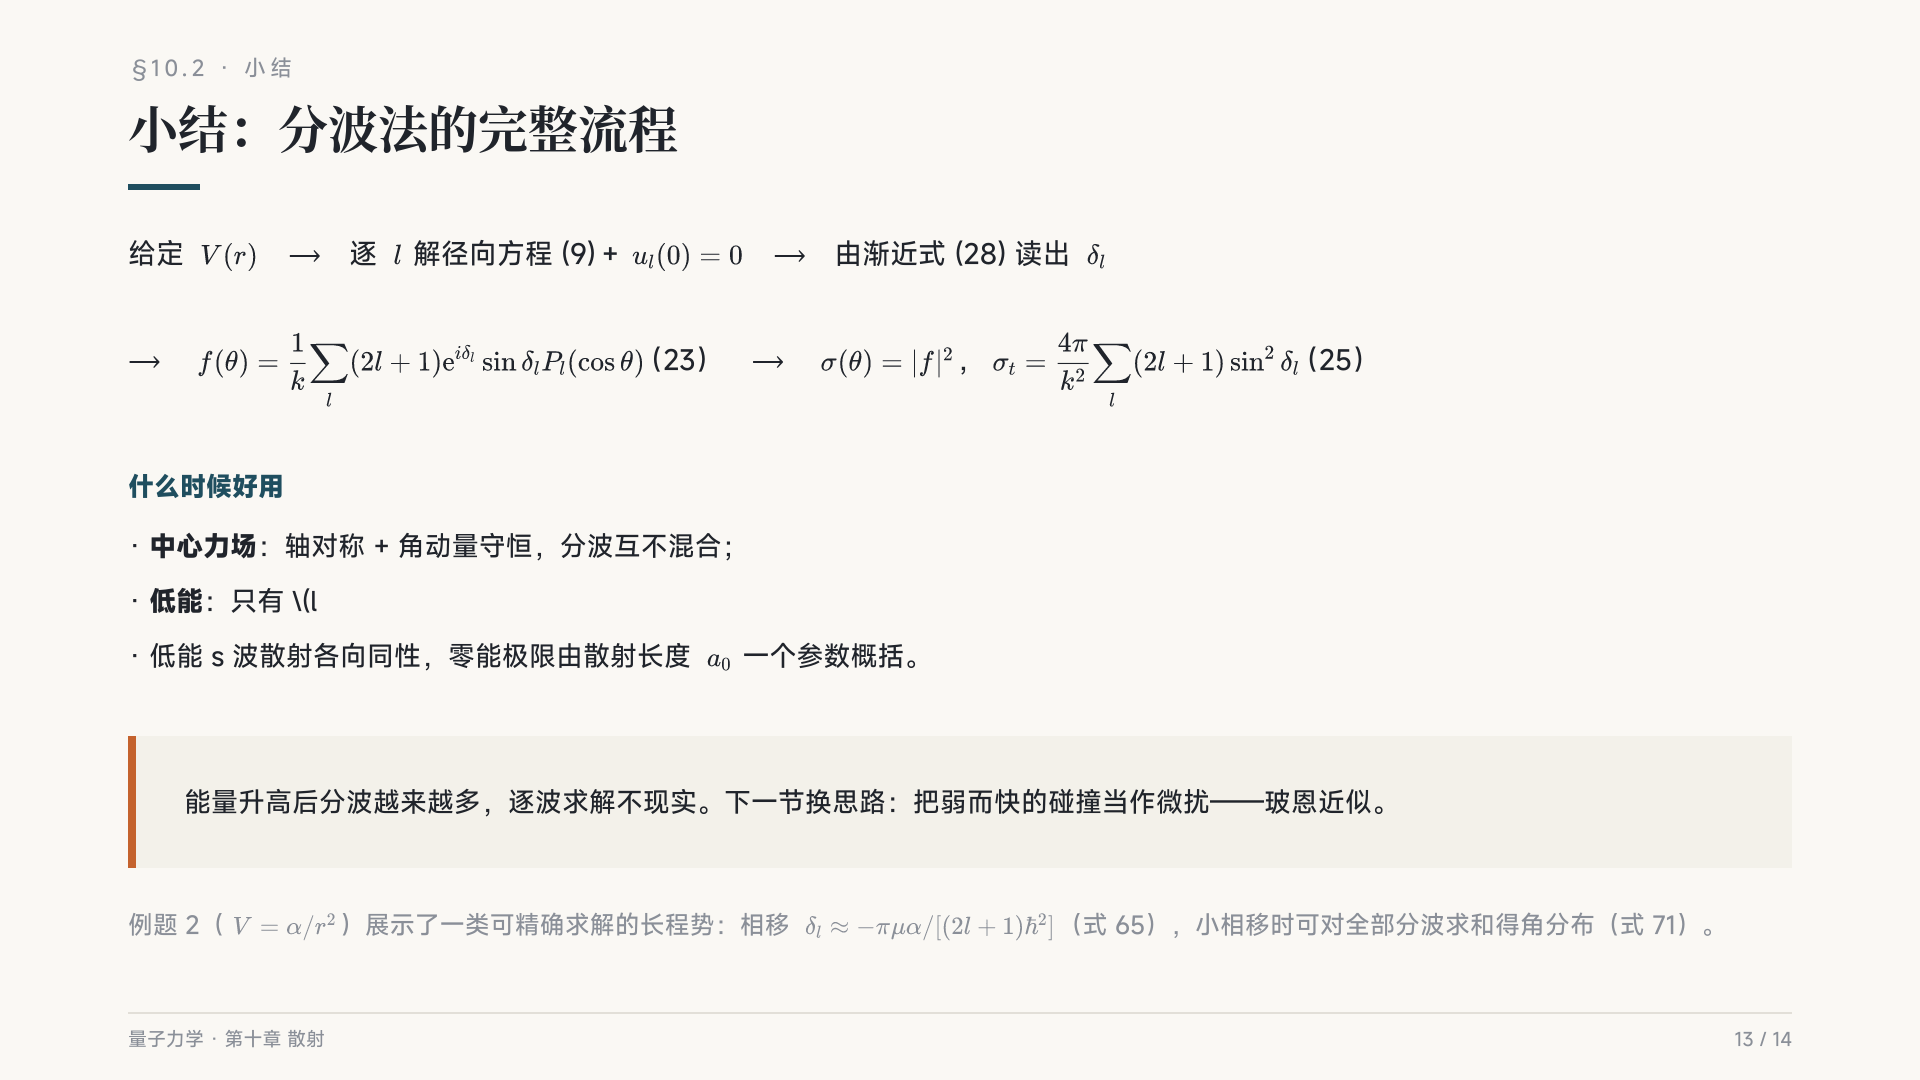 §10.2 · 小结
小结：分波法的完整流程
给定 V(r) ⟶ 逐 l 解径向方程 (9) + u_l(0) = 0 ⟶ 由渐近式 (28) 读出 δ_l
⟶ f(θ) = \frac{1}{k} \sum_l (2l + 1)e^{iδ_l} sin δ_l P_l(cos θ) (23) ⟶ σ(θ) = |f|^2 , σ_t = \frac{4π}{k^2} \sum_l (2l + 1) sin^2 δ_l (25)
什么时候好用
· 中心力场：轴对称 + 角动量守恒，分波互不混合；
· 低能：只有 \(l
· 低能 s 波散射各向同性，零能极限由散射长度 a_0 一个参数概括。
能量升高后分波越来越多，逐波求解不现实。下一节换思路：把弱而快的碰撞当作微扰——玻恩近似。
例题 2（ V = α/r^2 ）展示了一类可精确求解的长程势：相移 δ_l ≈ −πμα/[(2l + 1)ħ^2] （式 65），小相移时可对全部分波求和得角分布（式 71）。
量子力学 · 第十章 散射
13 / 14